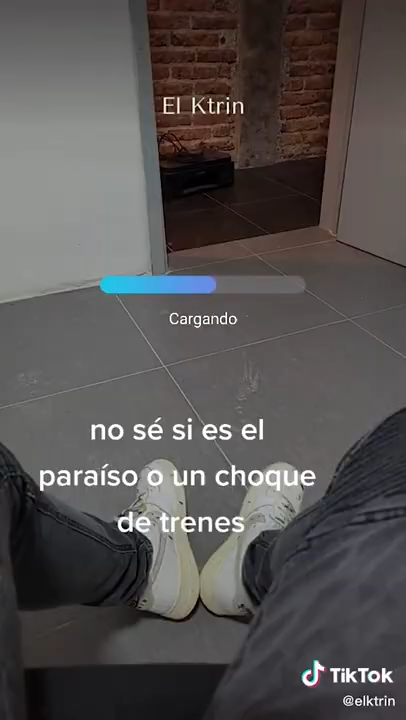 El Ktrin
Cargando
no sé si es el
paraíso o un choque
de trenes
TikTok
@elktrin